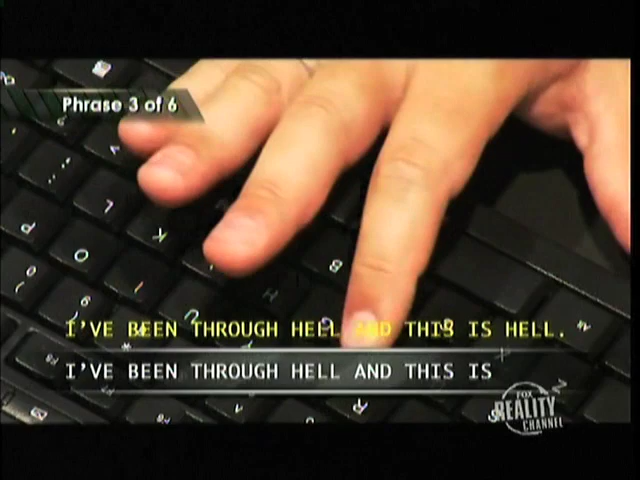 Phrase 3 of 6
I'VE BEEN THROUGH HELL AND THIS IS HELL.
I'VE BEEN THROUGH HELL AND THIS IS
FOX
REALITY
CHANNEL